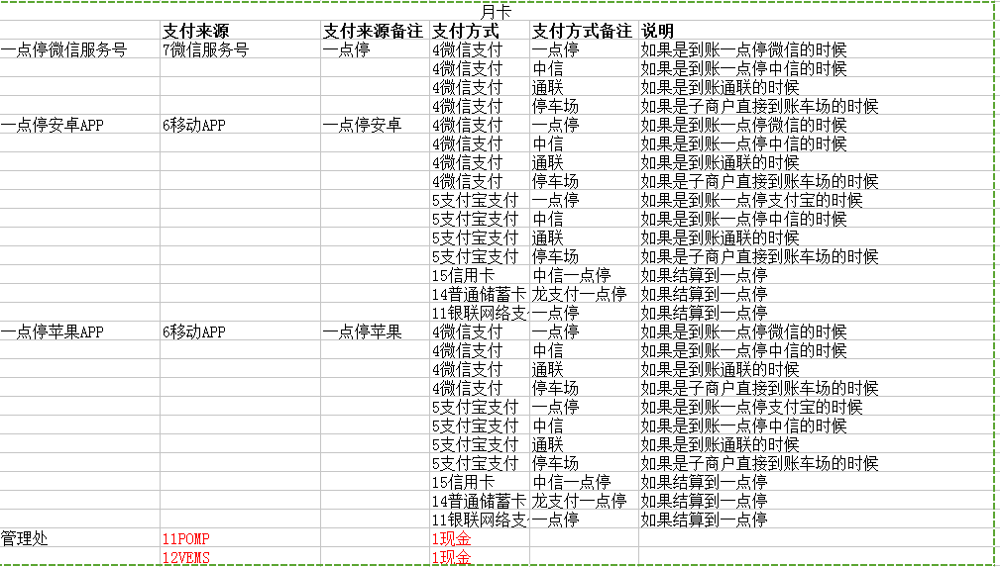 月卡
支付来源 支付来源备注 支付方式 支付方式备注 说明
一点停微信服务号 7微信服务号 一点停 4微信支付 一点停 如果是到账一点停微信的时候
4微信支付 中信 如果是到账一点停中信的时候
4微信支付 通联 如果是到账通联的时候
4微信支付 停车场 如果是子商户直接到账车场的时候
一点停安卓APP 6移动APP 一点停安卓 4微信支付 一点停 如果是到账一点停微信的时候
4微信支付 中信 如果是到账一点停中信的时候
4微信支付 通联 如果是到账通联的时候
4微信支付 停车场 如果是子商户直接到账车场的时候
5支付宝支付 一点停 如果是到账一点停支付宝的时候
5支付宝支付 中信 如果是到账一点停中信的时候
5支付宝支付 通联 如果是到账通联的时候
5支付宝支付 停车场 如果是子商户直接到账车场的时候
15信用卡 中信一点停 如果结算到一点停
14普通储蓄卡 龙支付一点停 如果结算到一点停
11银联网络支 一点停 如果结算到一点停
一点停苹果APP 6移动APP 一点停苹果 4微信支付 一点停 如果是到账一点停微信的时候
4微信支付 中信 如果是到账一点停中信的时候
4微信支付 通联 如果是到账通联的时候
4微信支付 停车场 如果是子商户直接到账车场的时候
5支付宝支付 一点停 如果是到账一点停支付宝的时候
5支付宝支付 中信 如果是到账一点停中信的时候
5支付宝支付 通联 如果是到账通联的时候
5支付宝支付 停车场 如果是子商户直接到账车场的时候
15信用卡 中信一点停 如果结算到一点停
14普通储蓄卡 龙支付一点停 如果结算到一点停
11银联网络支 一点停 如果结算到一点停
管理处 11POMP 1现金
12VEMS 1现金